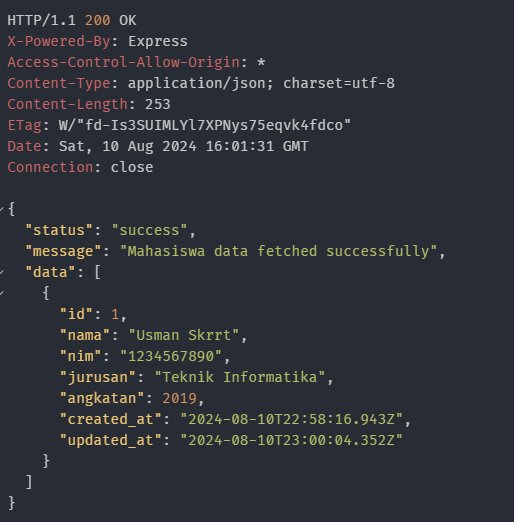 HTTP/1.1 200 OK
X-Powered-By: Express
Access-Control-Allow-Origin: *
Content-Type: application/json; charset=utf-8
Content-Length: 253
ETag: W/"fd-Is3SUIMLYl7XPNys75eqvk4fdco"
Date: Sat, 10 Aug 2024 16:01:31 GMT
Connection: close
{
"status": "success",
"message": "Mahasiswa data fetched successfully",
"data": [
{
"id": 1,
"nama": "Usman Skrrt",
"nim": "1234567890",
"jurusan": "Teknik Informatika",
"angkatan": 2019,
"created_at": "2024-08-10T22:58:16.943Z",
"updated_at": "2024-08-10T23:00:04.352Z"
}
]
}